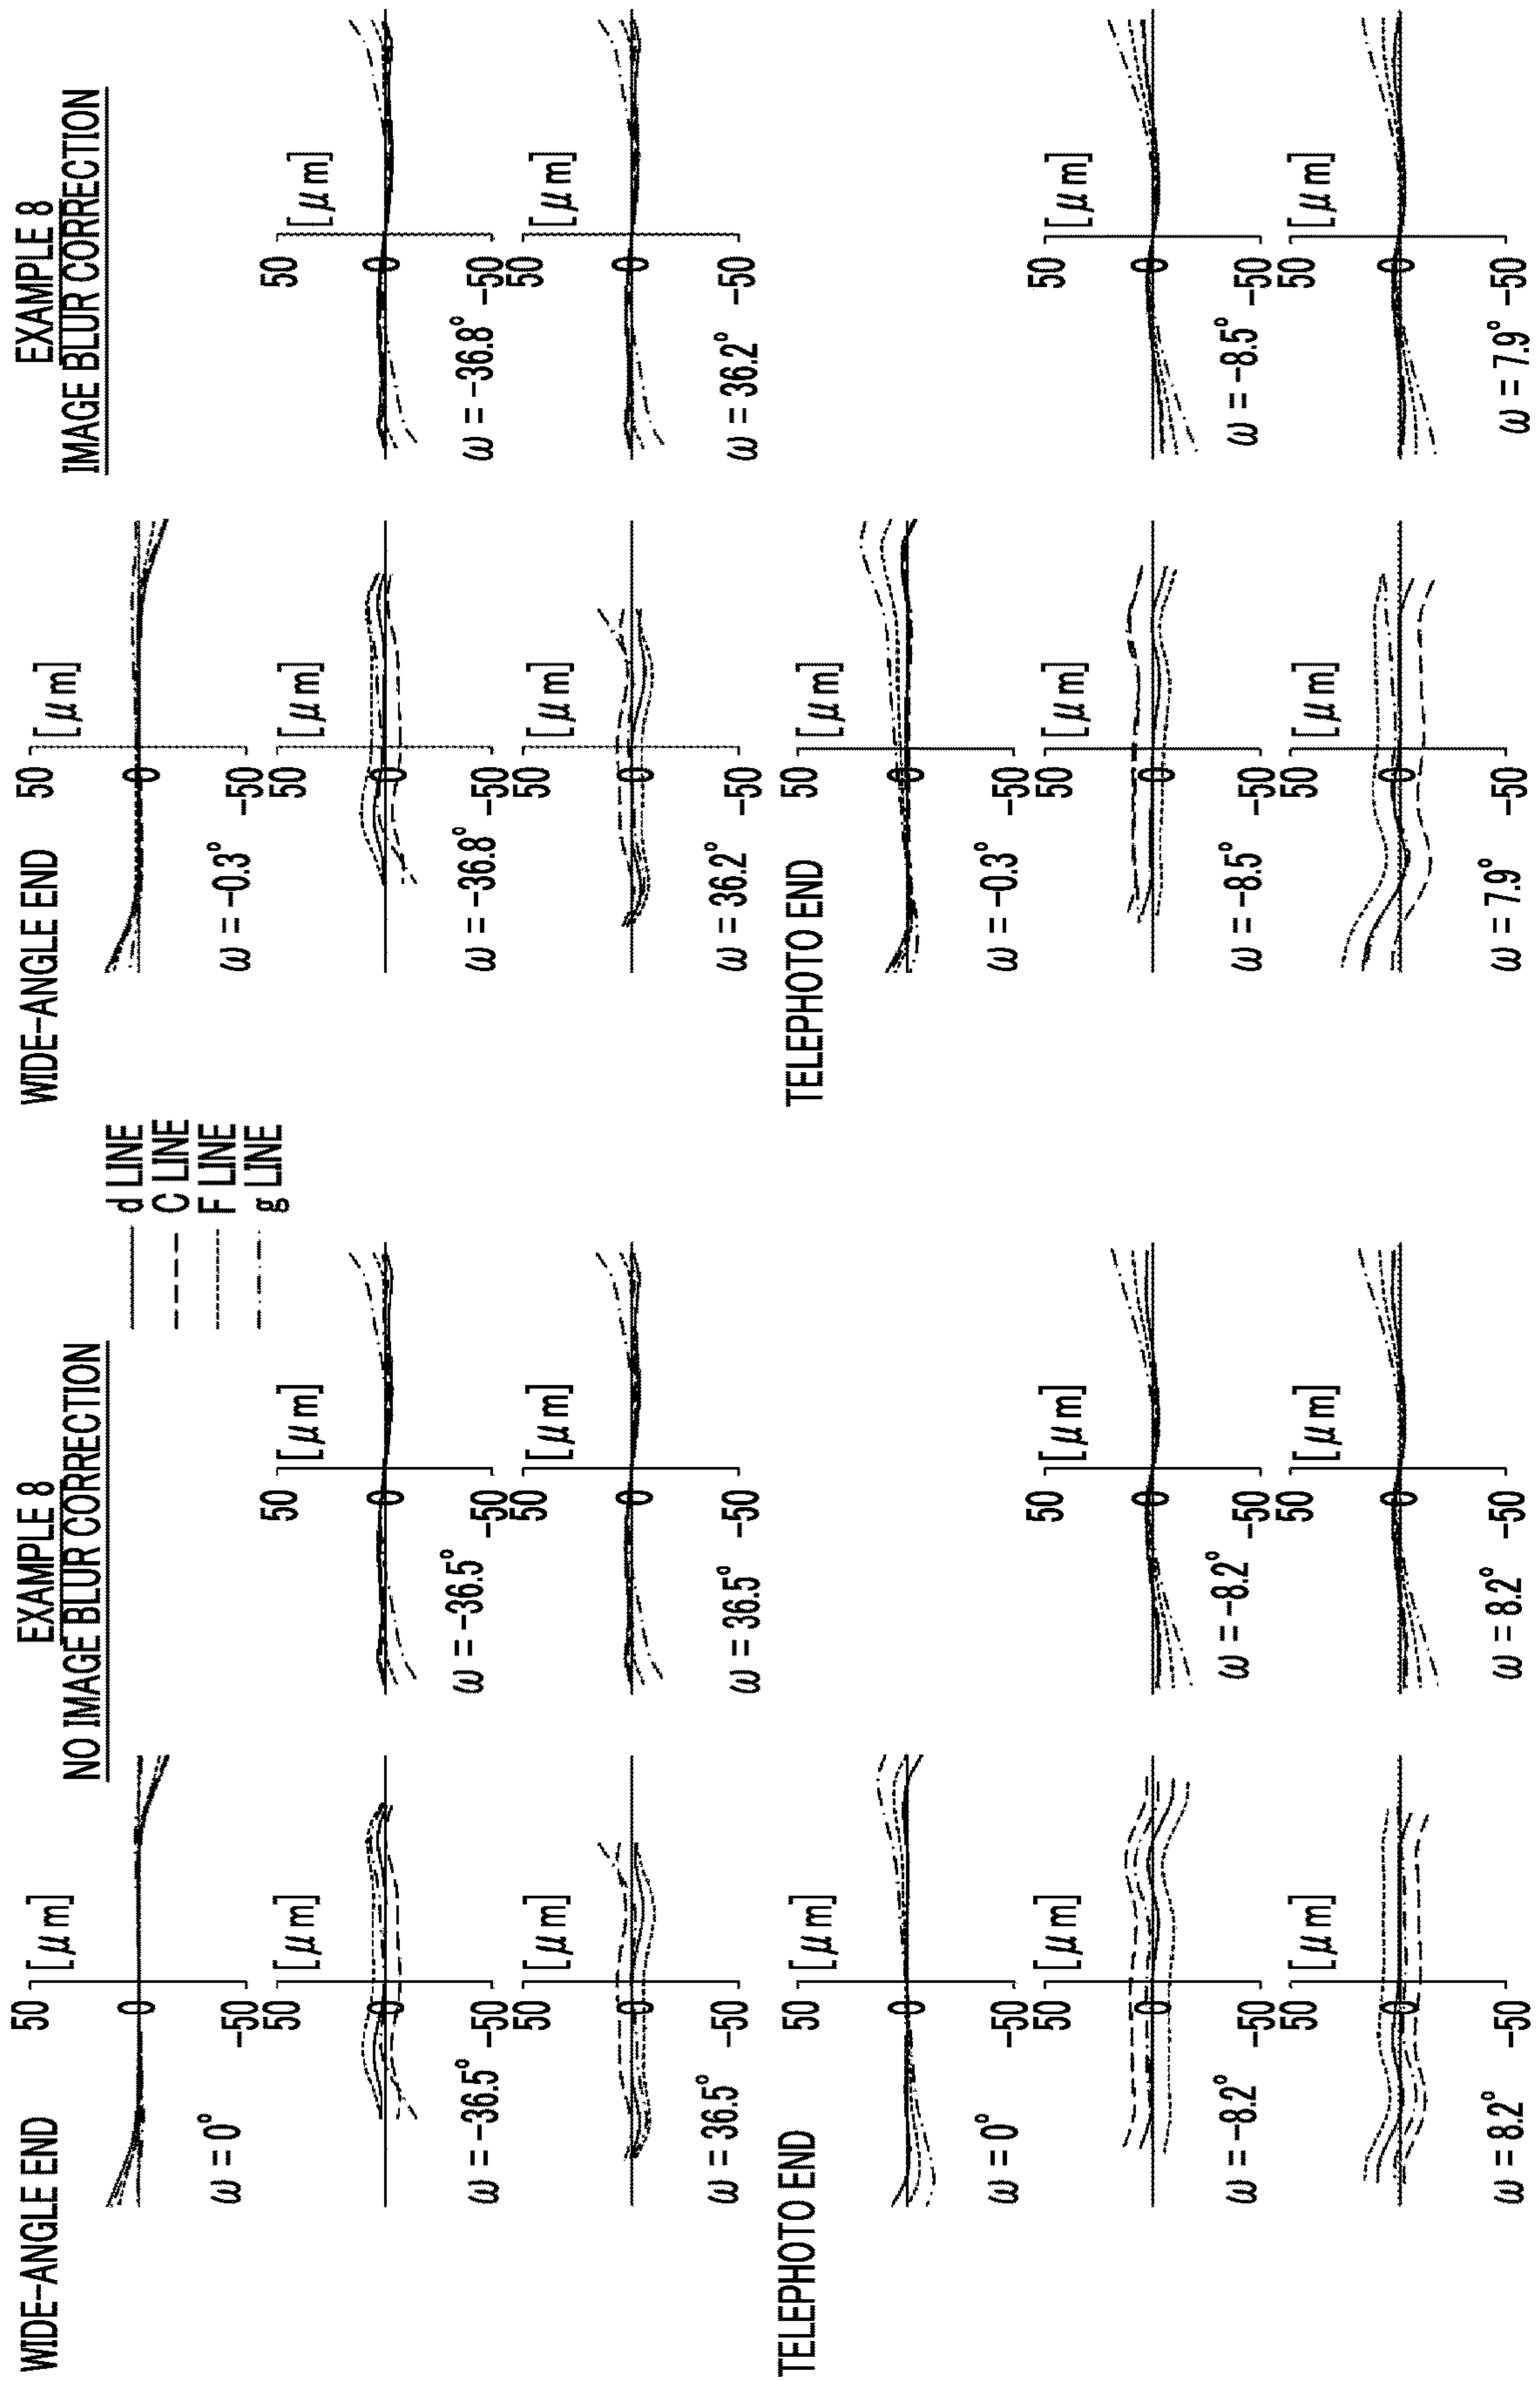 EXAMPLE 8
NO IMAGE BLUR CORRECTION
d LINE
C LINE
F LINE
g LINE
WIDE-ANGLE END
50
[μm]
0
-50
ω = 0°
50
[μm]
0
-50
ω = -36.5°
50
[μm]
0
-50
ω = -36.5°
50
[μm]
0
-50
ω = 36.5°
50
[μm]
0
-50
ω = 36.5°
TELEPHOTO END
50
[μm]
0
-50
ω = 0°
50
[μm]
0
-50
ω = -8.2°
50
[μm]
0
-50
ω = -8.2°
50
[μm]
0
-50
ω = 8.2°
50
[μm]
0
-50
ω = 8.2°
EXAMPLE 8
IMAGE BLUR CORRECTION
WIDE-ANGLE END
50
[μm]
0
-50
ω = -0.3°
50
[μm]
0
-50
ω = -36.8°
50
[μm]
0
-50
ω = -36.8°
50
[μm]
0
-50
ω = 36.2°
50
[μm]
0
-50
ω = 36.2°
TELEPHOTO END
50
[μm]
0
-50
ω = -0.3°
50
[μm]
0
-50
ω = -8.5°
50
[μm]
0
-50
ω = -8.5°
50
[μm]
0
-50
ω = 7.9°
50
[μm]
0
-50
ω = 7.9°